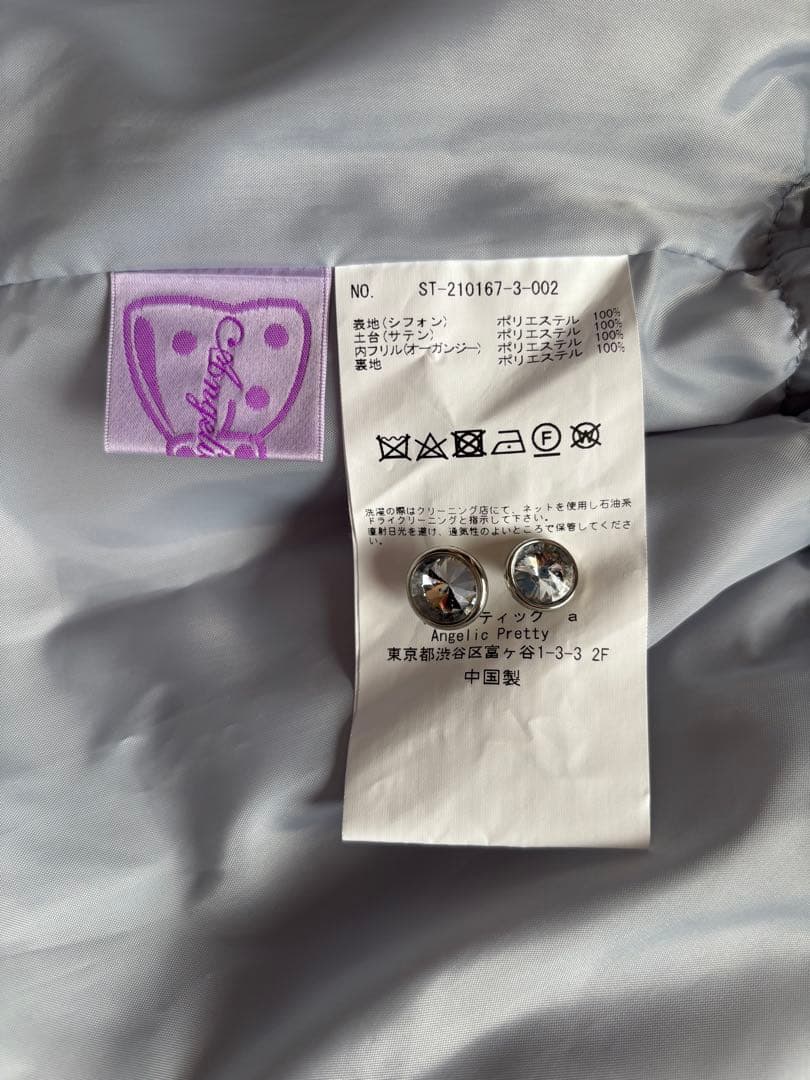 Angeli
NO. ST-210167-3-002
表地(シフォン) ポリエステル 100%
土台(サテン) ポリエステル 100%
内フリル(オーガンジー) ポリエステル 100%
裏地 ポリエステル 100%
F
W
洗濯の際はクリーニング店にて、ネットを使用し石油系
ドライクリーニングと指示して下さい。
直射日光を避け、通気性のよいところで保管してくださ
い。
ティック a
Angelic Pretty
東京都渋谷区富ヶ谷1-3-3 2F
中国製